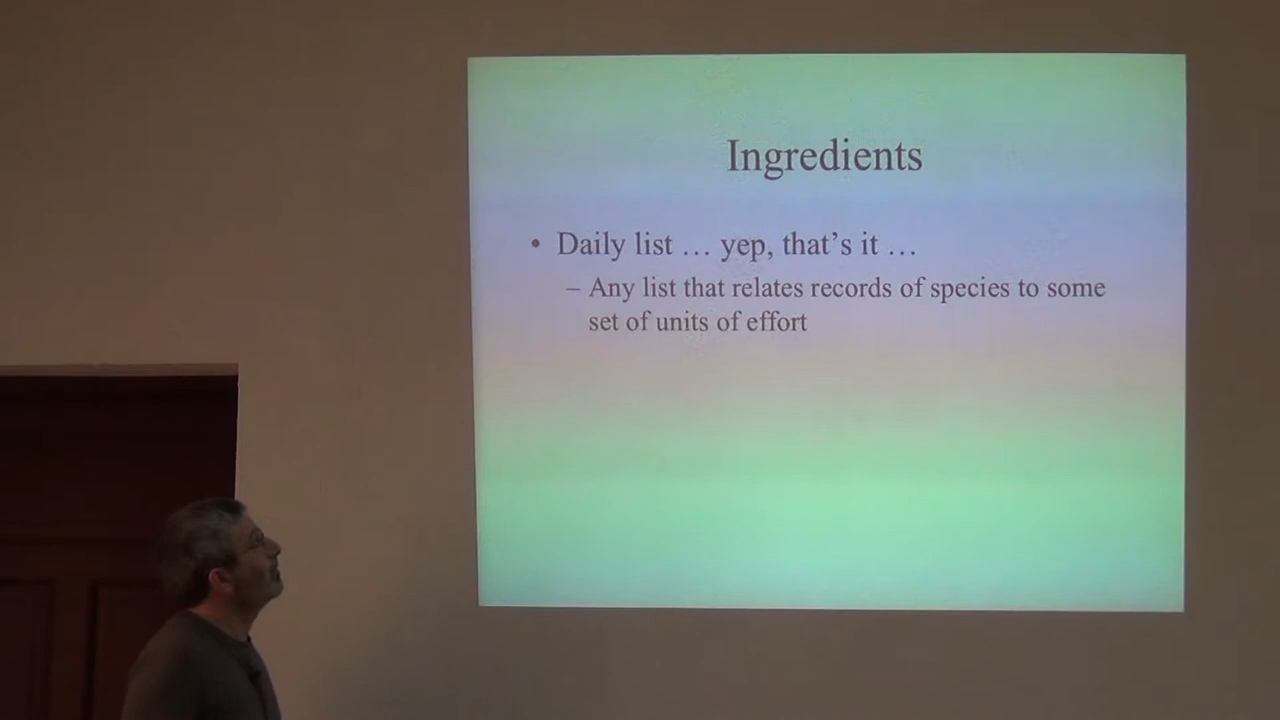 Ingredients
• Daily list … yep, that’s it …
– Any list that relates records of species to some
set of units of effort